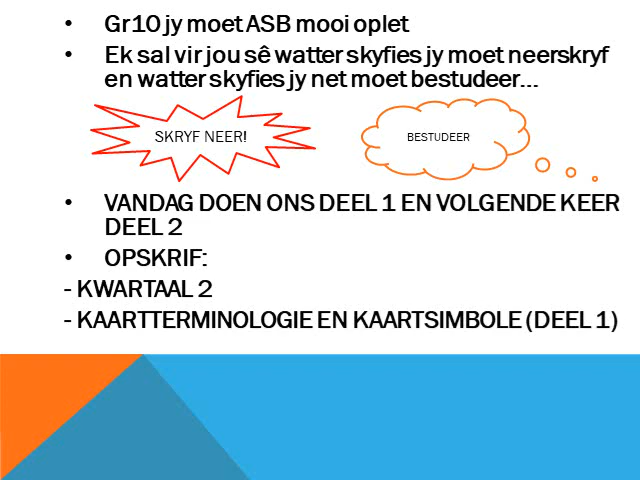 • Gr10 jy moet ASB mooi oplet
• Ek sal vir jou sê watter skyfies jy moet neerskryf
en watter skyfies jy net moet bestudeer...
SKRYF NEER!
BESTUDEER
• VANDAG DOEN ONS DEEL 1 EN VOLGENDE KEER
DEEL 2
• OPSKRIF:
- KWARTAAL 2
- KAARTTERMINOLOGIE EN KAARTSIMBOLE (DEEL 1)